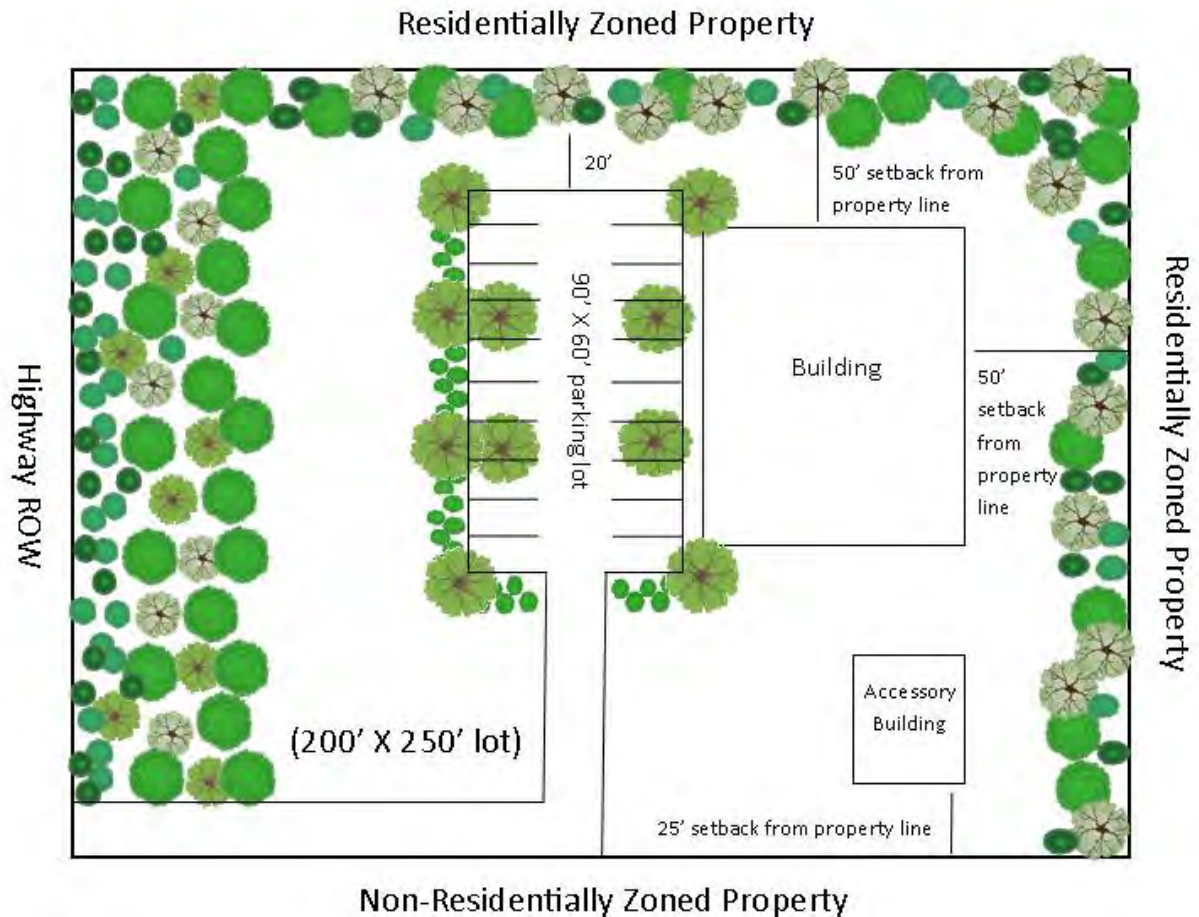 Residentially Zoned Property
20'
50' setback from
property line
90' X 60' parking lot
Building
50'
setback
from
property
line
Highway ROW
Residentially Zoned Property
Accessory
Building
(200' X 250' lot)
25' setback from property line
Non-Residentially Zoned Property